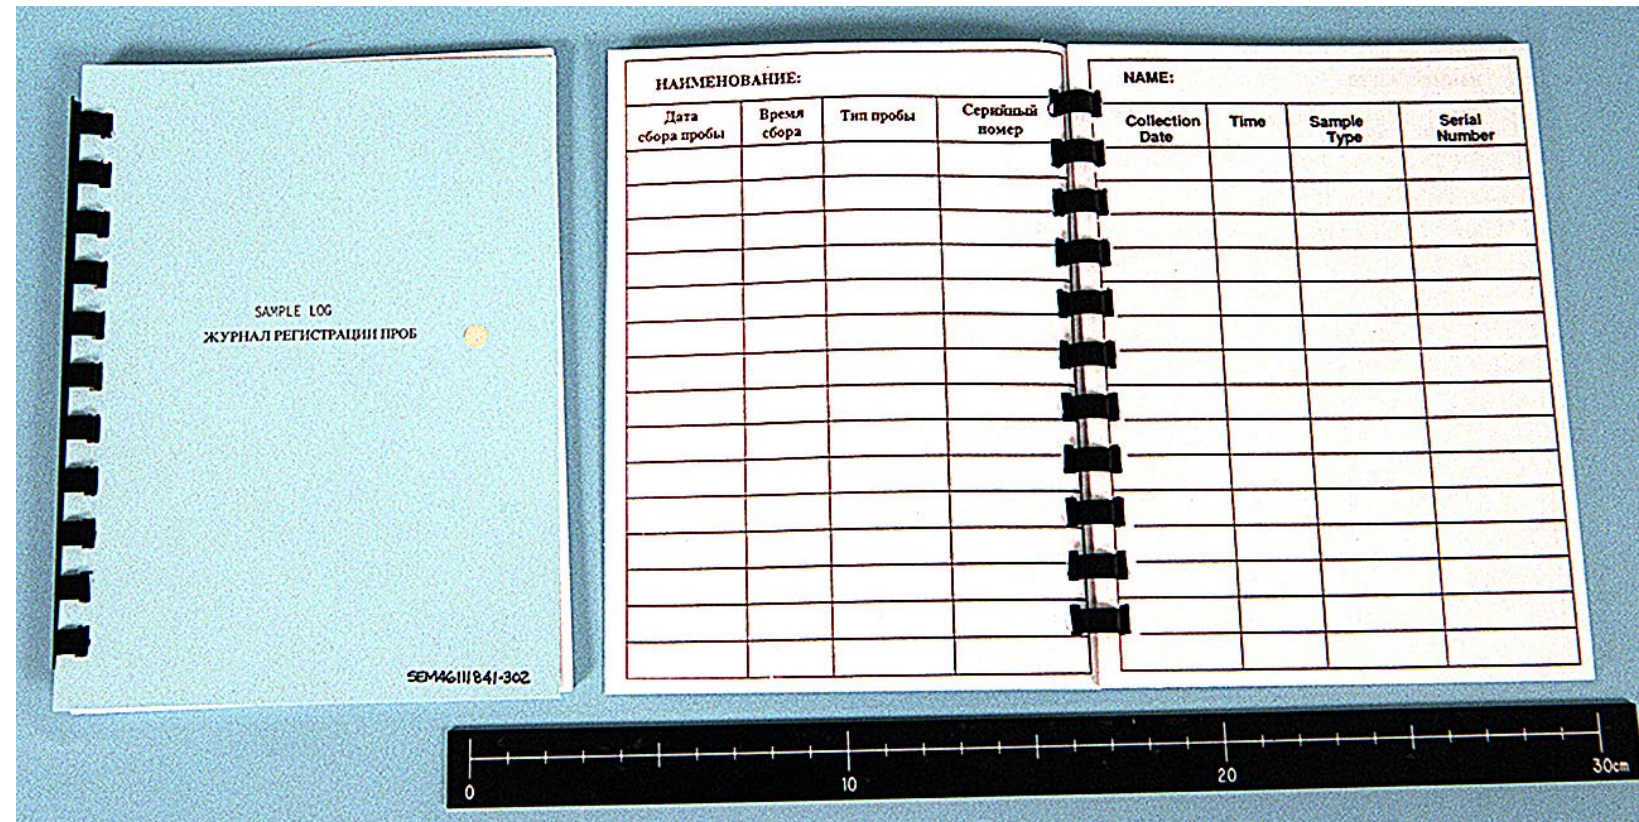 SAMPLE LOG
ЖУРНАЛ РЕГИСТРАЦИИ ПРОБ
SEM46111841-302
НАИМЕНОВАНИЕ:
Дата
сбора пробы
Время
сбора
Тип пробы
Серийный
номер
NAME:
Collection
Date
Time
Sample
Type
Serial
Number
0
10
20
30cm